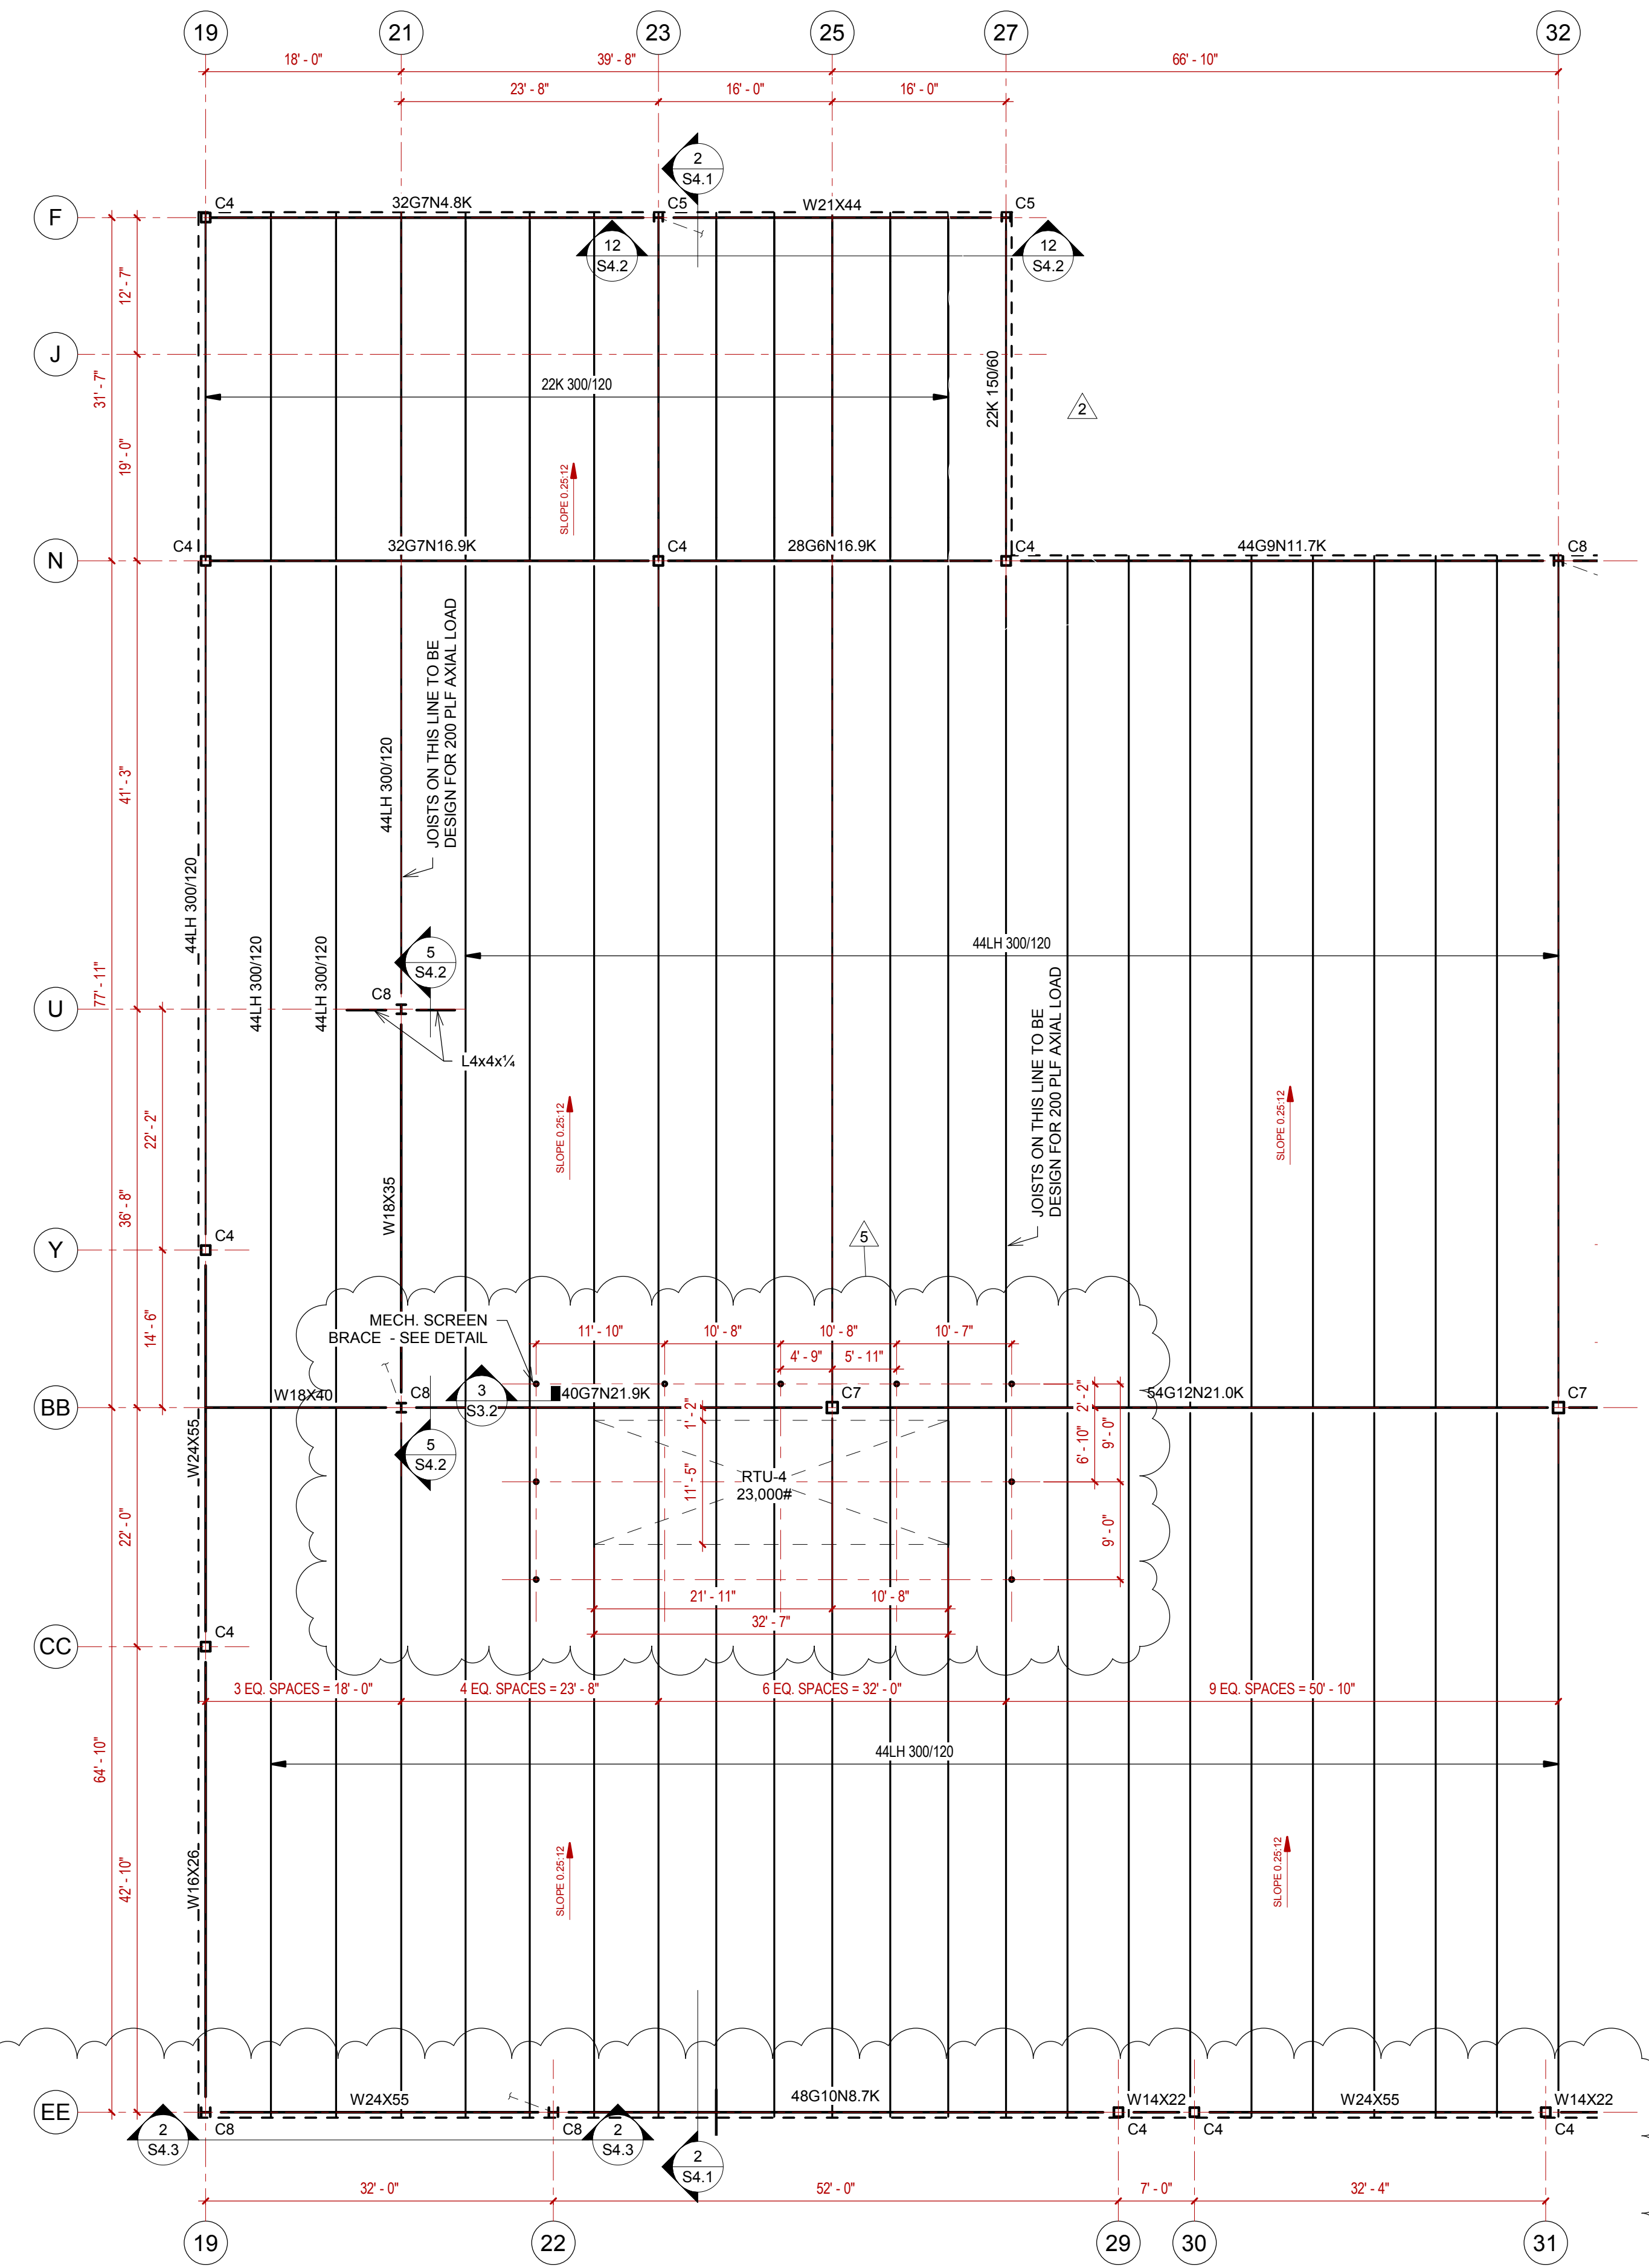 19
21
23
25
27
32
18' - 0"
39' - 8"
66' - 10"
23' - 8"
16' - 0"
16' - 0"
2
S4.1
F
C4
32G7N4.8K
C5
W21X44
C5
12
S4.2
12
S4.2
12' - 7"
J
31' - 7"
22K 300/120
22K 150/60
2
19' - 0"
SLOPE 0.25:12
N
C4
32G7N16.9K
C4
28G6N16.9K
C4
44G9N11.7K
C8
JOISTS ON THIS LINE TO BE
DESIGN FOR 200 PLF AXIAL LOAD
44LH 300/120
41' - 3"
44LH 300/120
44LH 300/120
44LH 300/120
5
S4.2
44LH 300/120
77' - 11"
U
C8
L4x4x¼
JOISTS ON THIS LINE TO BE
DESIGN FOR 200 PLF AXIAL LOAD
22' - 2"
SLOPE 0.25:12
SLOPE 0.25:12
36' - 8"
W18X35
Y
C4
5
14' - 6"
MECH. SCREEN
BRACE - SEE DETAIL
11' - 10"
10' - 8"
10' - 8"
10' - 7"
4' - 9"
5' - 11"
BB
W18X40
C8
3
S3.2
40G7N21.9K
C7
54G12N21.0K
C7
1' - 2"
2' - 2"
6' - 10"
9' - 0"
W24X55
5
S4.2
11' - 5"
RTU-4
23,000#
22' - 0"
9' - 0"
21' - 11"
10' - 8"
32' - 7"
CC
C4
3 EQ. SPACES = 18' - 0"
4 EQ. SPACES = 23' - 8"
6 EQ. SPACES = 32' - 0"
9 EQ. SPACES = 50' - 10"
64' - 10"
44LH 300/120
42' - 10"
W16X26
SLOPE 0.25:12
SLOPE 0.25:12
EE
W24X55
48G10N8.7K
W14X22
W24X55
W14X22
2
S4.3
C8
C8
2
S4.3
C4
C4
C4
2
S4.1
32' - 0"
52' - 0"
7' - 0"
32' - 4"
19
22
29
30
31